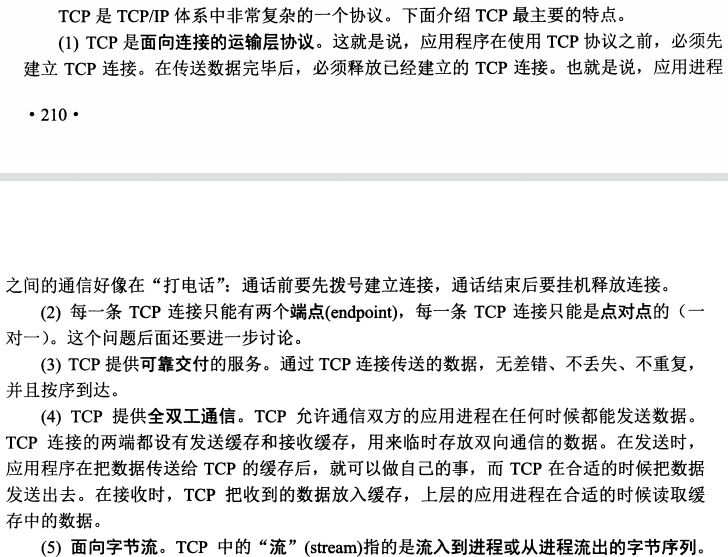 TCP 是 TCP/IP 体系中非常复杂的一个协议。下面介绍 TCP 最主要的特点。
(1) TCP 是面向连接的运输层协议。这就是说，应用程序在使用 TCP 协议之前，必须先
建立 TCP 连接。在传送数据完毕后，必须释放已经建立的 TCP 连接。也就是说，应用进程
• 210 •
之间的通信好像在“打电话”：通话前要先拨号建立连接，通话结束后要挂机释放连接。
(2) 每一条 TCP 连接只能有两个端点(endpoint)，每一条 TCP 连接只能是点对点的（一
对一）。这个问题后面还要进一步讨论。
(3) TCP 提供可靠交付的服务。通过 TCP 连接传送的数据，无差错、不丢失、不重复，
并且按序到达。
(4) TCP 提供全双工通信。TCP 允许通信双方的应用进程在任何时候都能发送数据。
TCP 连接的两端都设有发送缓存和接收缓存，用来临时存放双向通信的数据。在发送时，
应用程序在把数据传送给 TCP 的缓存后，就可以做自己的事，而 TCP 在合适的时候把数据
发送出去。在接收时，TCP 把收到的数据放入缓存，上层的应用进程在合适的时候读取缓
存中的数据。
(5) 面向字节流。TCP 中的“流”(stream)指的是流入到进程或从进程流出的字节序列。